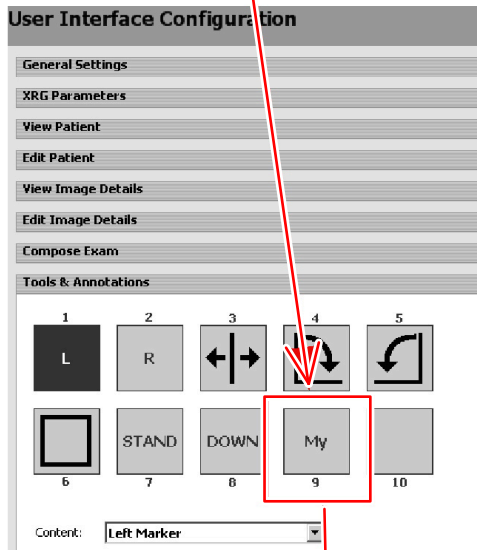 User Interface Configuration
General Settings
XRG Parameters
View Patient
Edit Patient
View Image Details
Edit Image Details
Compose Exam
Tools & Annotations
1 2 3 4 5
L R
STAND DOWN My
6 7 8 9 10
Content: Left Marker